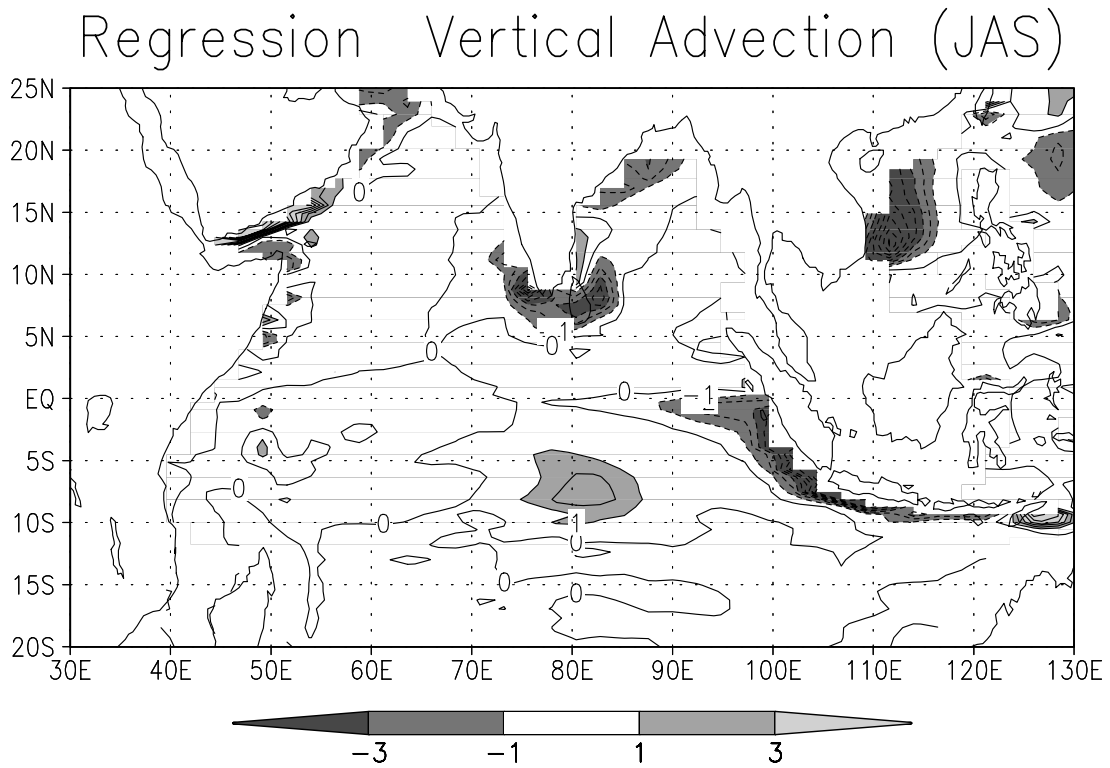 Regression Vertical Advection (JAS)
25N
20N
0
15N
10N
1
5N
0
0
0
-1
EQ
5S
0
10S
0
1
0
0
0
15S
20S
30E 40E 50E 60E 70E 80E 90E 100E 110E 120E 130E
-3 -1 1 3